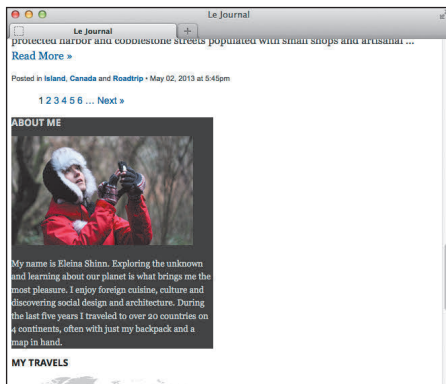 Le Journal
Le Journal
protected harbor and cobblestone streets populated with small shops and artisanal ...
Read More »
Posted in Island, Canada and Roadtrip • May 02, 2013 at 5:45pm
1 2 3 4 5 6 ... Next »
ABOUT ME
My name is Eleina Shinn. Exploring the unknown
and learning about our planet is what brings me the
most pleasure. I enjoy foreign cuisine, culture and
discovering social design and architecture. During
the last five years I traveled to over 20 countries on
4 continents, often with just my backpack and a
map in hand.
MY TRAVELS